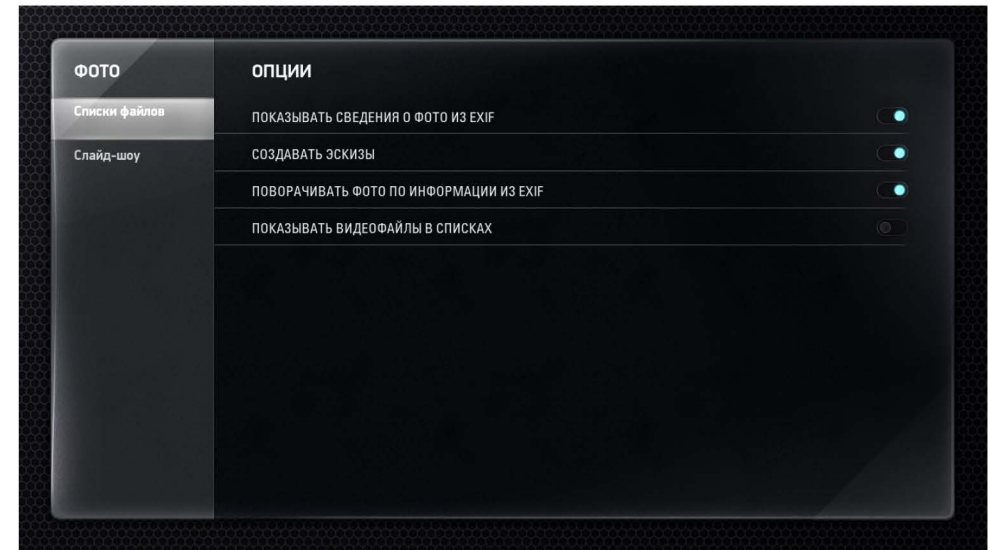 ФОТО
Списки файлов
Слайд-шоу
ОПЦИИ
ПОКАЗЫВАТЬ СВЕДЕНИЯ О ФОТО ИЗ EXIF
СОЗДАВАТЬ ЭСКИЗЫ
ПОВОРАЧИВАТЬ ФОТО ПО ИНФОРМАЦИИ ИЗ EXIF
ПОКАЗЫВАТЬ ВИДЕОФАЙЛЫ В СПИСКАХ